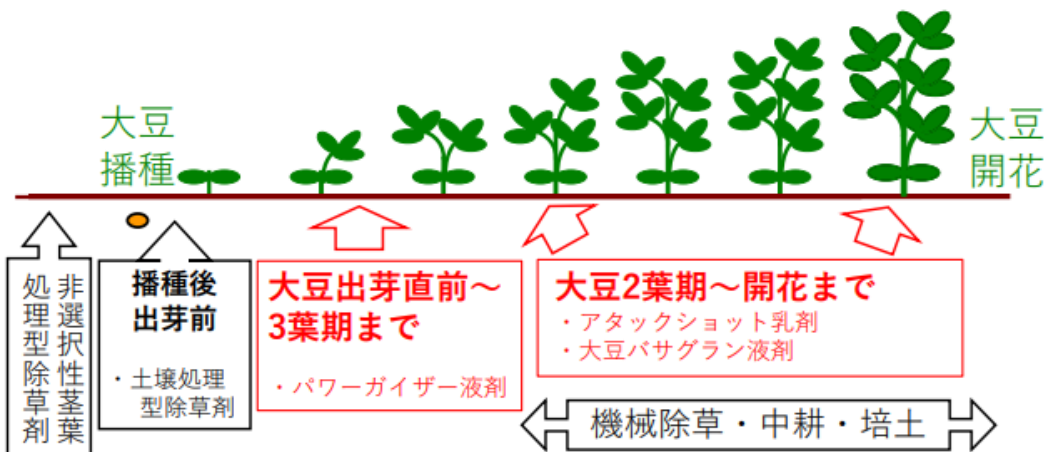 大豆
播種
大豆
開花
非選択性茎葉
処理型除草剤
播種後
出芽前
・土壌処理
型除草剤
大豆出芽直前～
3葉期まで
・パワーガイザー液剤
大豆2葉期～開花まで
・アタックショット乳剤
・大豆バサグラン液剤
機械除草・中耕・培土